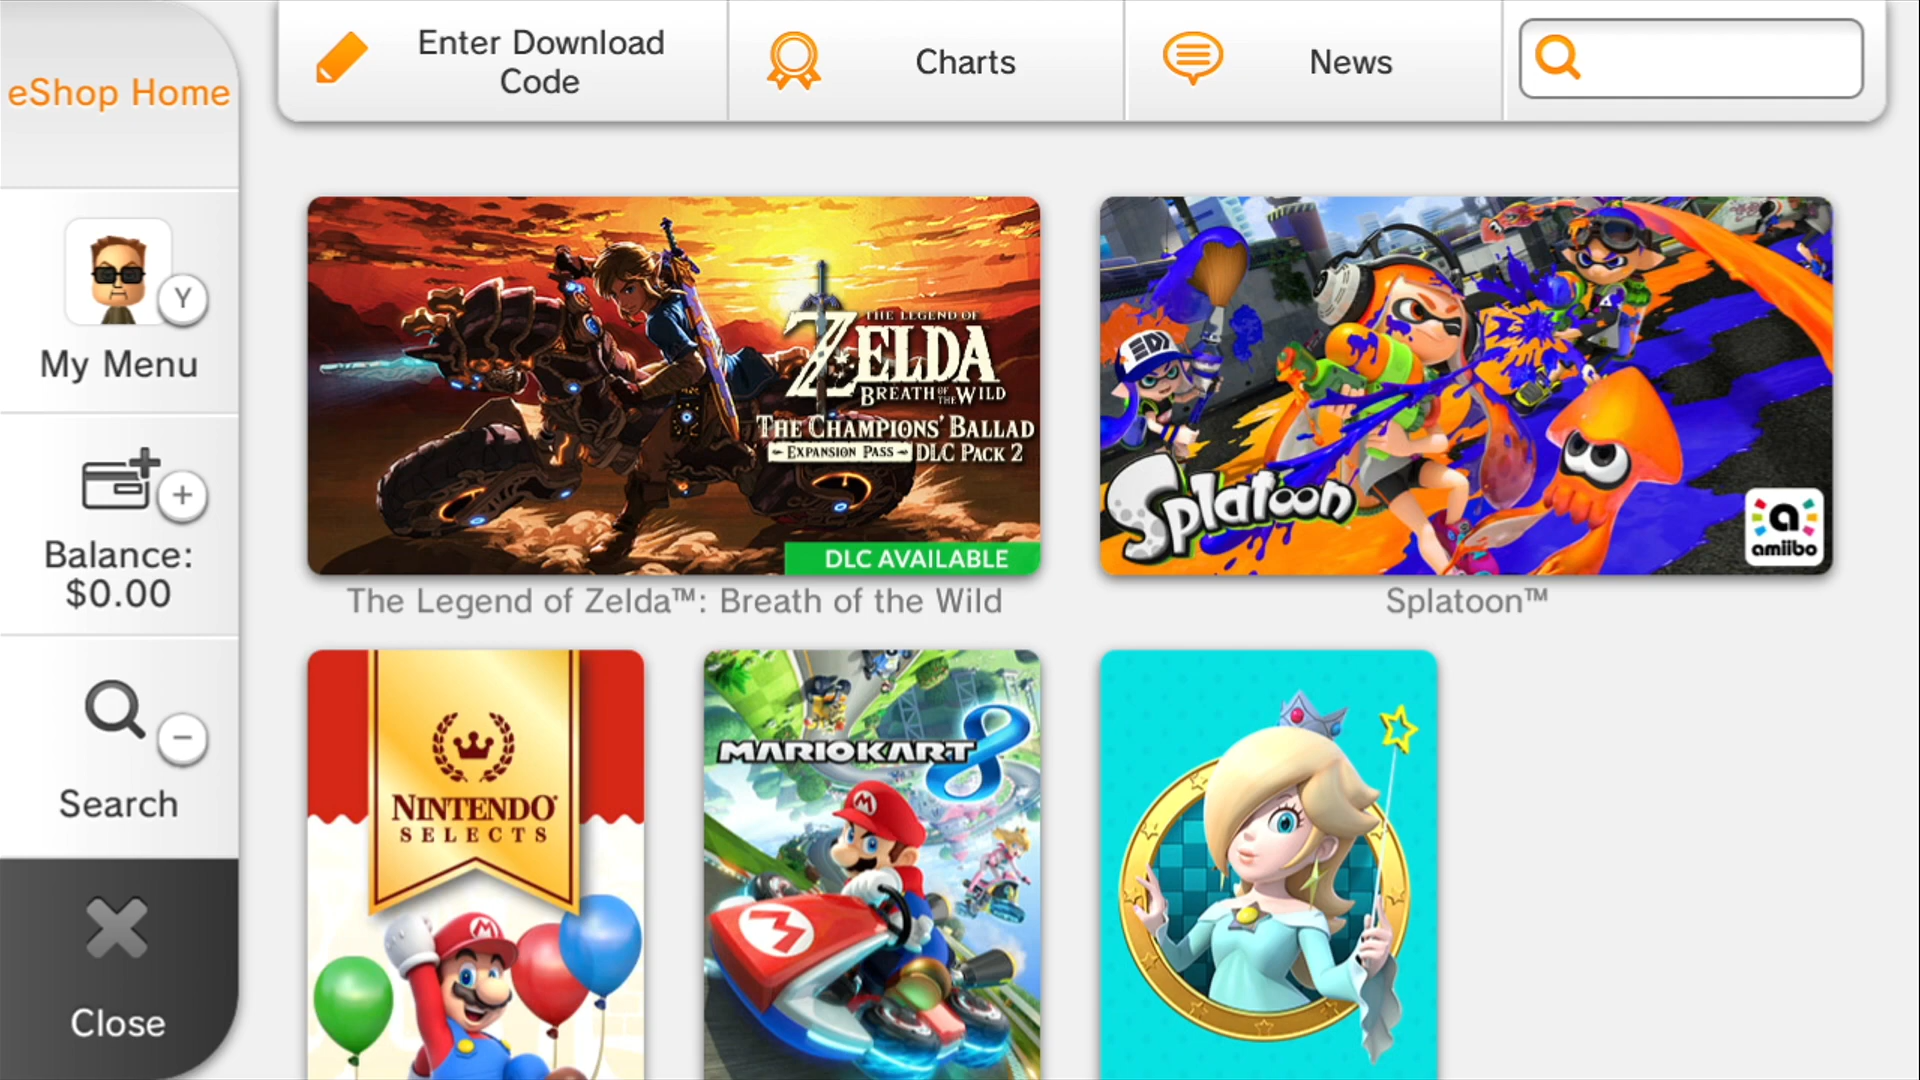 eShop Home
Y
My Menu
+
Balance:
$0.00
−
Search
Close
Enter Download
Code
Charts
News
THE LEGEND OF
ZELDA
BREATH OF THE WILD
THE CHAMPIONS' BALLAD
EXPANSION PASS DLC PACK 2
DLC AVAILABLE
The Legend of Zelda™: Breath of the Wild
Splatoon
a
amiibo
Splatoon™
NINTENDO
SELECTS
M
MARIOKART 8
M
M